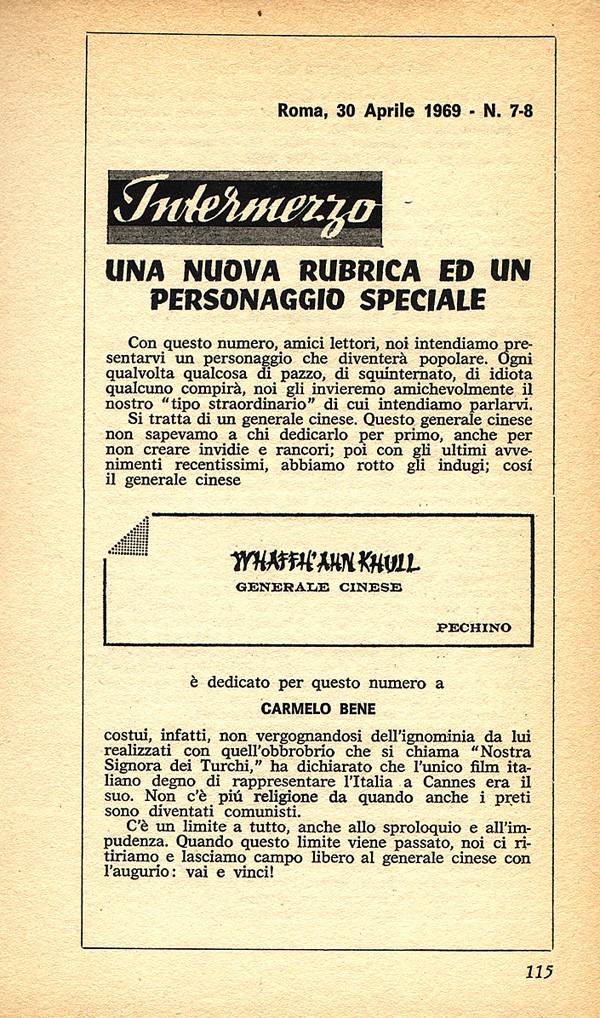 Roma, 30 Aprile 1969 - N. 7-8
Intermezzo
UNA NUOVA RUBRICA ED UN
PERSONAGGIO SPECIALE
Con questo numero, amici lettori, noi intendiamo pre-
sentarvi un personaggio che diventerà popolare. Ogni
qualvolta qualcosa di pazzo, di squinternato, di idiota
qualcuno compirà, noi gli invieremo amichevolmente il
nostro “tipo straordinario” di cui intendiamo parlarvi.
Si tratta di un generale cinese. Questo generale cinese
non sapevamo a chi dedicarlo per primo, anche per
non creare invidie e rancori; poi con gli ultimi avve-
nimenti recentissimi, abbiamo rotto gli indugi; cosí
il generale cinese
WHAFFH'AHN KHULL
GENERALE CINESE
PECHINO
è dedicato per questo numero a
CARMELO BENE
costui, infatti, non vergognandosi dell'ignominia da lui
realizzati con quell'obbrobrio che si chiama “Nostra
Signora dei Turchi,” ha dichiarato che l'unico film ita-
liano degno di rappresentare l'Italia a Cannes era il
suo. Non c'è piú religione da quando anche i preti
sono diventati comunisti.
C'è un limite a tutto, anche allo sproloquio e all'im-
pudenza. Quando questo limite viene passato, noi ci ri-
tiriamo e lasciamo campo libero al generale cinese con
l'augurio: vai e vinci!
115